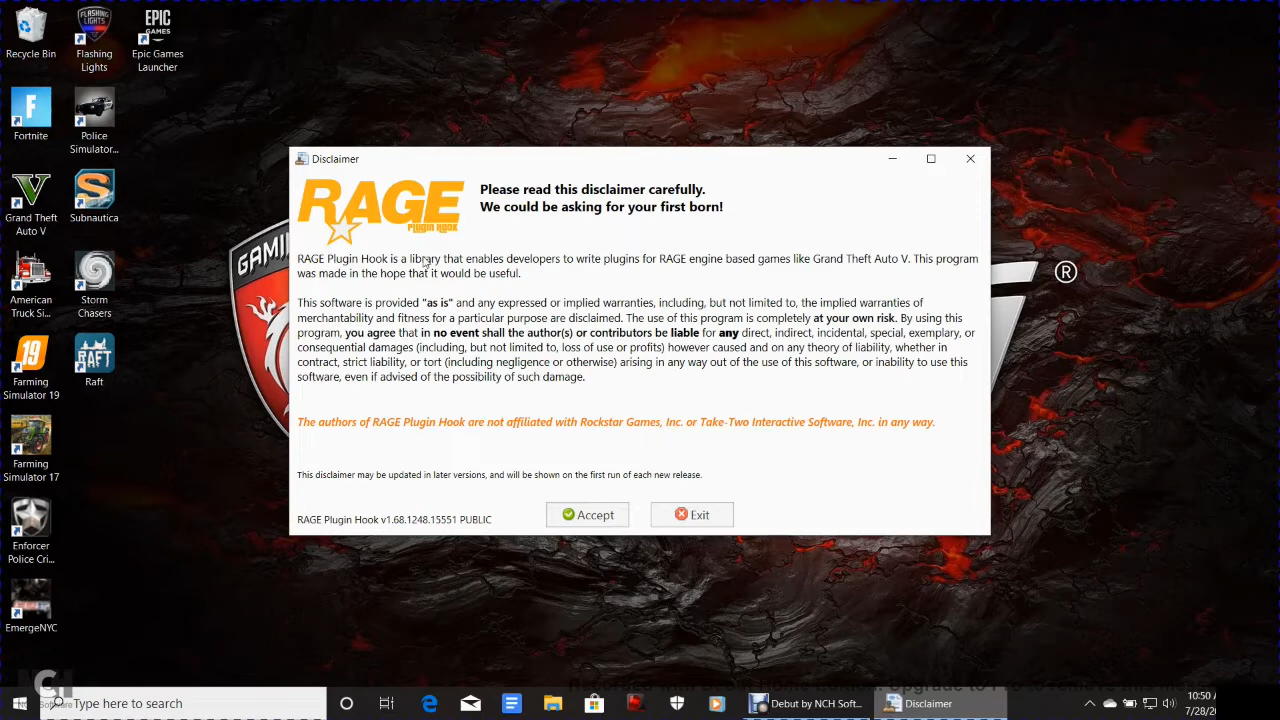 Recycle Bin
Flashing Lights
EPIC GAMES
Epic Games Launcher
Fortnite
Police Simulator...
Grand Theft Auto V
Subnautica
American Truck Si...
Storm Chasers
19
Farming Simulator 19
RAFT
Raft
Farming Simulator 17
Enforcer Police Cri...
EmergeNYC
GAMING
®
Disclaimer
RAGE
PLUGIN HOOK
Please read this disclaimer carefully.
We could be asking for your first born!
RAGE Plugin Hook is a library that enables developers to write plugins for RAGE engine based games like Grand Theft Auto V. This program
was made in the hope that it would be useful.
This software is provided "as is" and any expressed or implied warranties, including, but not limited to, the implied warranties of
merchantability and fitness for a particular purpose are disclaimed. The use of this program is completely at your own risk. By using this
program, you agree that in no event shall the author(s) or contributors be liable for any direct, indirect, incidental, special, exemplary, or
consequential damages (including, but not limited to, loss of use or profits) however caused and on any theory of liability, whether in
contract, strict liability, or tort (including negligence or otherwise) arising in any way out of the use of this software, or inability to use this
software, even if advised of the possibility of such damage.
The authors of RAGE Plugin Hook are not affiliated with Rockstar Games, Inc. or Take-Two Interactive Software, Inc. in any way.
This disclaimer may be updated in later versions, and will be shown on the first run of each new release.
RAGE Plugin Hook v1.68.1248.15551 PUBLIC
Accept
Exit
NCH Software
Type here to search
Debut by NCH Soft...
Disclaimer
10:50
7/28/20